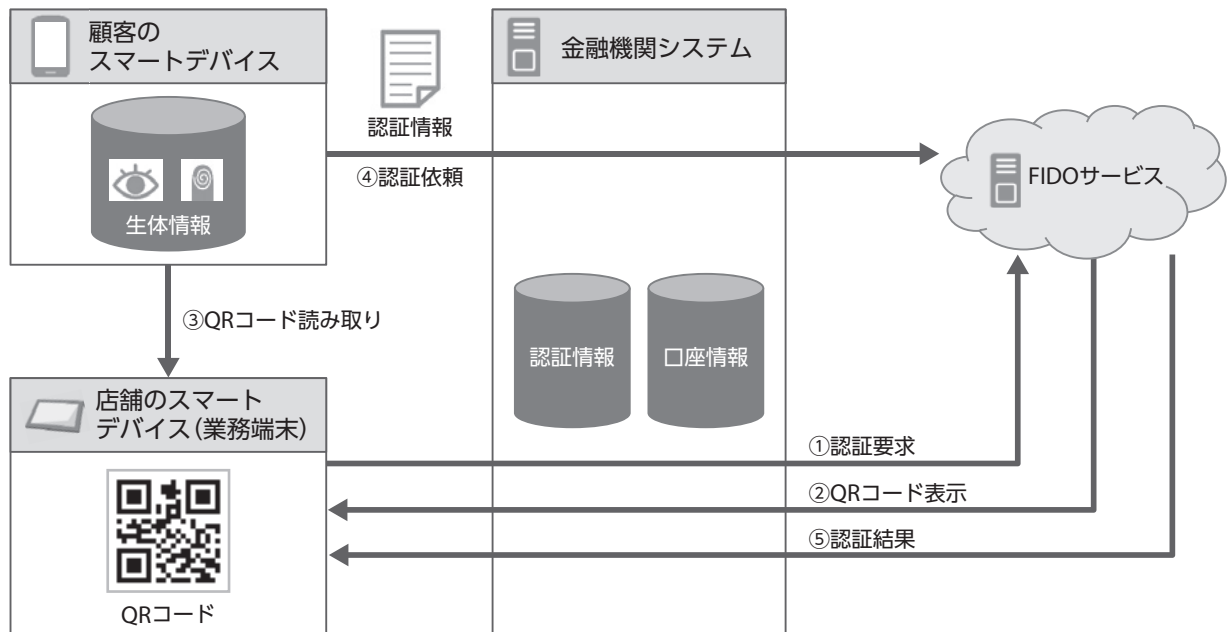 顧客の
スマートデバイス
生体情報
認証情報
④認証依頼
金融機関システム
FIDOサービス
③QRコード読み取り
認証情報
口座情報
店舗のスマート
デバイス(業務端末)
①認証要求
②QRコード表示
⑤認証結果
QRコード